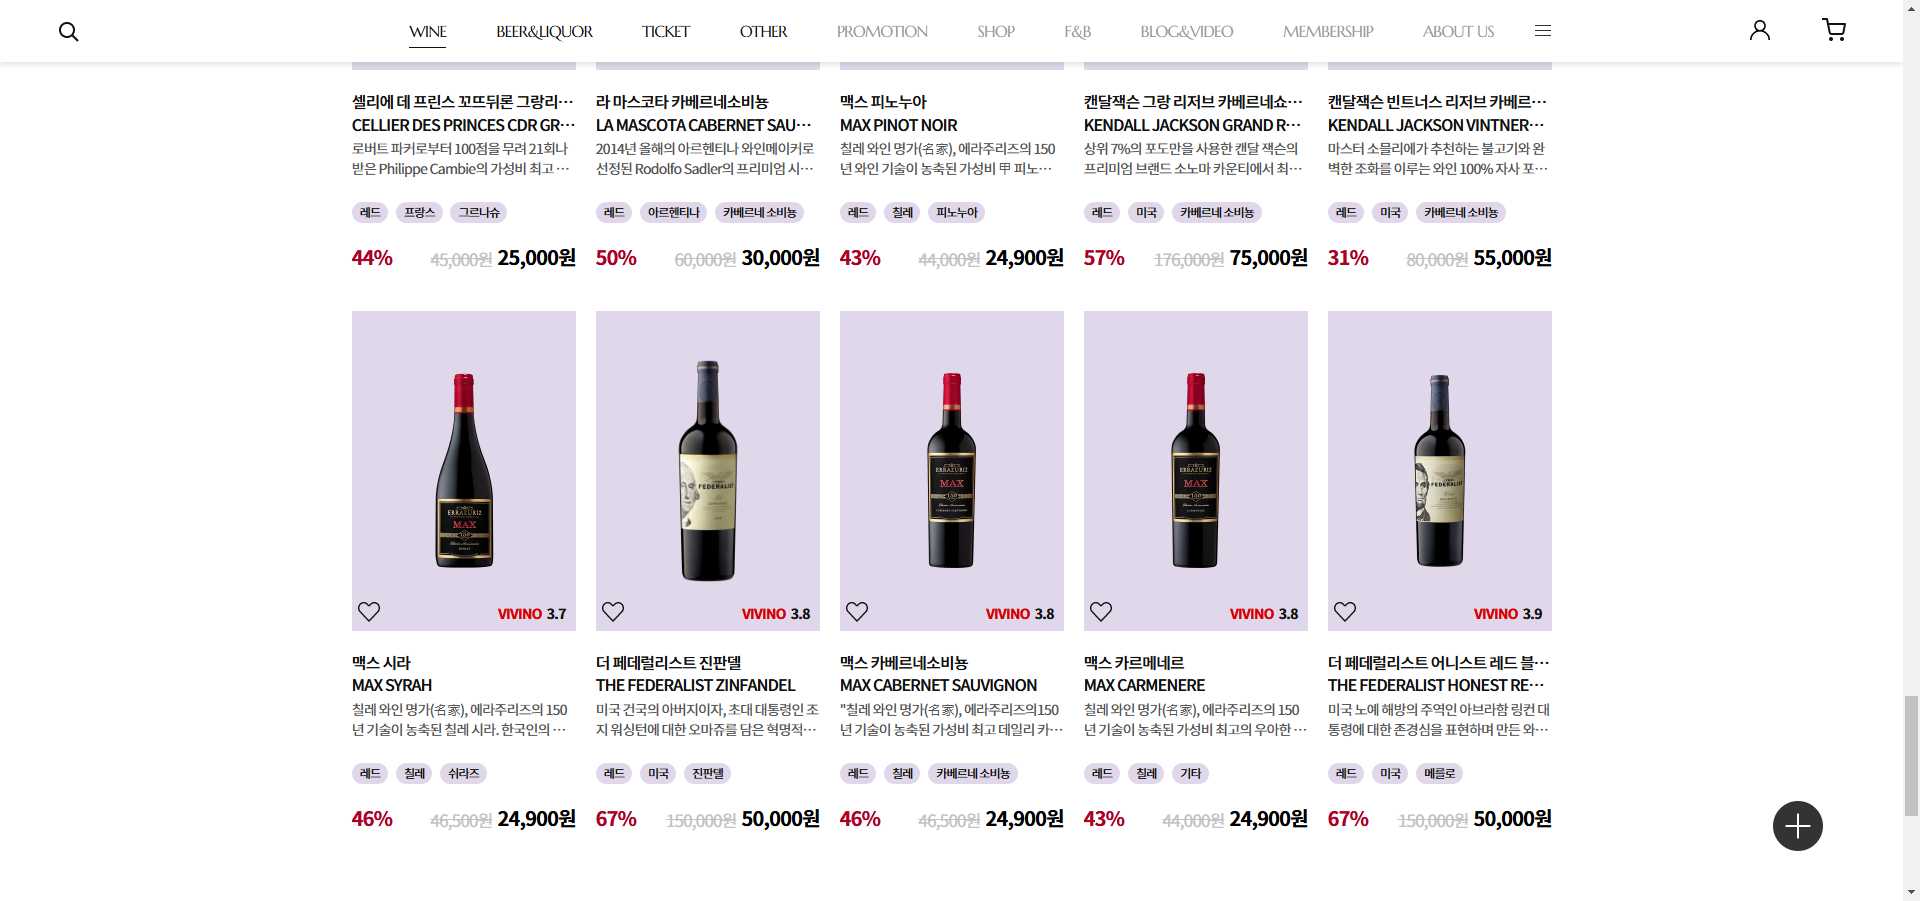 WINE BEER&LIQUOR TICKET OTHER PROMOTION SHOP F&B BLOG&VIDEO MEMBERSHIP ABOUT US
셀리에 데 프린스 꼬뜨뒤론 그랑리…
CELLIER DES PRINCES CDR GR…
로버트 파커로부터 100점을 무려 21회나
받은 Philippe Cambie의 가성비 최고 …
레드 프랑스 그르나슈
44% 45,000원 25,000원
라 마스코타 카베르네소비뇽
LA MASCOTA CABERNET SAU…
2014년 올해의 아르헨티나 와인메이커로
선정된 Rodolfo Sadler의 프리미엄 시…
레드 아르헨티나 카베르네 소비뇽
50% 60,000원 30,000원
맥스 피노누아
MAX PINOT NOIR
칠레 와인 명가(名家), 에라주리즈의 150
년 와인 기술이 농축된 가성비 甲 피노…
레드 칠레 피노누아
43% 44,000원 24,900원
캔달잭슨 그랑 리저브 카베르네쇼…
KENDALL JACKSON GRAND R…
상위 7%의 포도만을 사용한 캔달 잭슨의
프리미엄 브랜드 소노마 카운티에서 최…
레드 미국 카베르네 소비뇽
57% 176,000원 75,000원
캔달잭슨 빈트너스 리저브 카베르…
KENDALL JACKSON VINTNER…
마스터 소믈리에가 추천하는 불고기와 완
벽한 조화를 이루는 와인 100% 자사 포…
레드 미국 카베르네 소비뇽
31% 80,000원 55,000원
ERRAZURIZ
MAX
VIVINO 3.7
맥스 시라
MAX SYRAH
칠레 와인 명가(名家), 에라주리즈의 150
년 기술이 농축된 칠레 시라. 한국인의 …
레드 칠레 쉬라즈
46% 46,500원 24,900원
FEDERALIST
VIVINO 3.8
더 페데럴리스트 진판델
THE FEDERALIST ZINFANDEL
미국 건국의 아버지이자, 초대 대통령인 조
지 워싱턴에 대한 오마쥬를 담은 혁명적…
레드 미국 진판델
67% 150,000원 50,000원
ERRAZURIZ
MAX
VIVINO 3.8
맥스 카베르네소비뇽
MAX CABERNET SAUVIGNON
"칠레 와인 명가(名家), 에라주리즈의150
년 기술이 농축된 가성비 최고 데일리 카…
레드 칠레 카베르네 소비뇽
46% 46,500원 24,900원
ERRAZURIZ
MAX
VIVINO 3.8
맥스 카르메네르
MAX CARMENERE
칠레 와인 명가(名家), 에라주리즈의 150
년 기술이 농축된 가성비 최고의 우아한 …
레드 칠레 기타
43% 44,000원 24,900원
FEDERALIST
VIVINO 3.9
더 페데럴리스트 어니스트 레드 블…
THE FEDERALIST HONEST RE…
미국 노예 해방의 주역인 아브라함 링컨 대
통령에 대한 존경심을 표현하며 만든 와…
레드 미국 메를로
67% 150,000원 50,000원